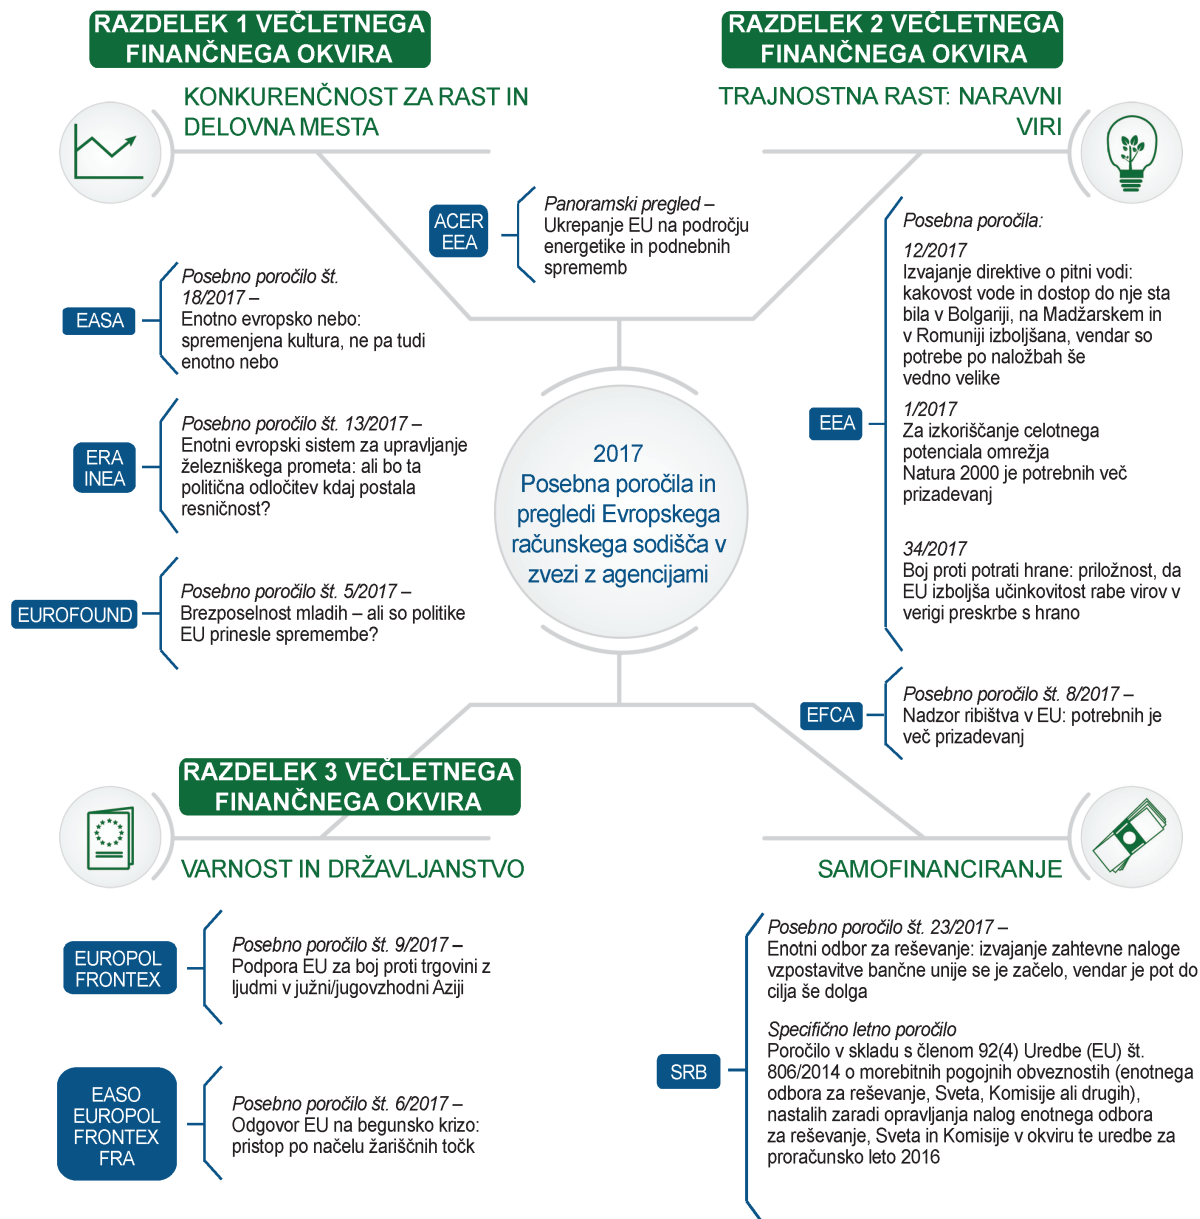 RAZDELEK 1 VEČLETNEGA
FINANČNEGA OKVIRA
KONKURENČNOST ZA RAST IN
DELOVNA MESTA
RAZDELEK 2 VEČLETNEGA
FINANČNEGA OKVIRA
TRAJNOSTNA RAST: NARAVNI
VIRI
ACER
EEA
Panoramski pregled –
Ukrepanje EU na področju
energetike in podnebnih
sprememb
EASA
Posebno poročilo št.
18/2017 –
Enotno evropsko nebo:
spremenjena kultura, ne pa tudi
enotno nebo
ERA
INEA
Posebno poročilo št. 13/2017 –
Enotni evropski sistem za upravljanje
železniškega prometa: ali bo ta
politična odločitev kdaj postala
resničnost?
EUROFOUND
Posebno poročilo št. 5/2017 –
Brezposelnost mladih – ali so politike
EU prinesle spremembe?
2017
Posebna poročila in
pregledi Evropskega
računskega sodišča v
zvezi z agencijami
EEA
Posebna poročila:
12/2017
Izvajanje direktive o pitni vodi:
kakovost vode in dostop do nje sta
bila v Bolgariji, na Madžarskem in
v Romuniji izboljšana, vendar so
potrebe po naložbah še
vedno velike
1/2017
Za izkoriščanje celotnega
potenciala omrežja
Natura 2000 je potrebnih več
prizadevanj
34/2017
Boj proti potrati hrane: priložnost, da
EU izboljša učinkovitost rabe virov v
verigi preskrbe s hrano
EFCA
Posebno poročilo št. 8/2017 –
Nadzor ribištva v EU: potrebnih je
več prizadevanj
RAZDELEK 3 VEČLETNEGA
FINANČNEGA OKVIRA
VARNOST IN DRŽAVLJANSTVO
EUROPOL
FRONTEX
Posebno poročilo št. 9/2017 –
Podpora EU za boj proti trgovini z
ljudmi v južni/jugovzhodni Aziji
EASO
EUROPOL
FRONTEX
FRA
Posebno poročilo št. 6/2017 –
Odgovor EU na begunsko krizo:
pristop po načelu žariščnih točk
SAMOFINANCIRANJE
SRB
Posebno poročilo št. 23/2017 –
Enotni odbor za reševanje: izvajanje zahtevne naloge
vzpostavitve bančne unije se je začelo, vendar je pot do
cilja še dolga
Specifično letno poročilo
Poročilo v skladu s členom 92(4) Uredbe (EU) št.
806/2014 o morebitnih pogojnih obveznostih (enotnega
odbora za reševanje, Sveta, Komisije ali drugih),
nastalih zaradi opravljanja nalog enotnega odbora
za reševanje, Sveta in Komisije v okviru te uredbe za
proračunsko leto 2016